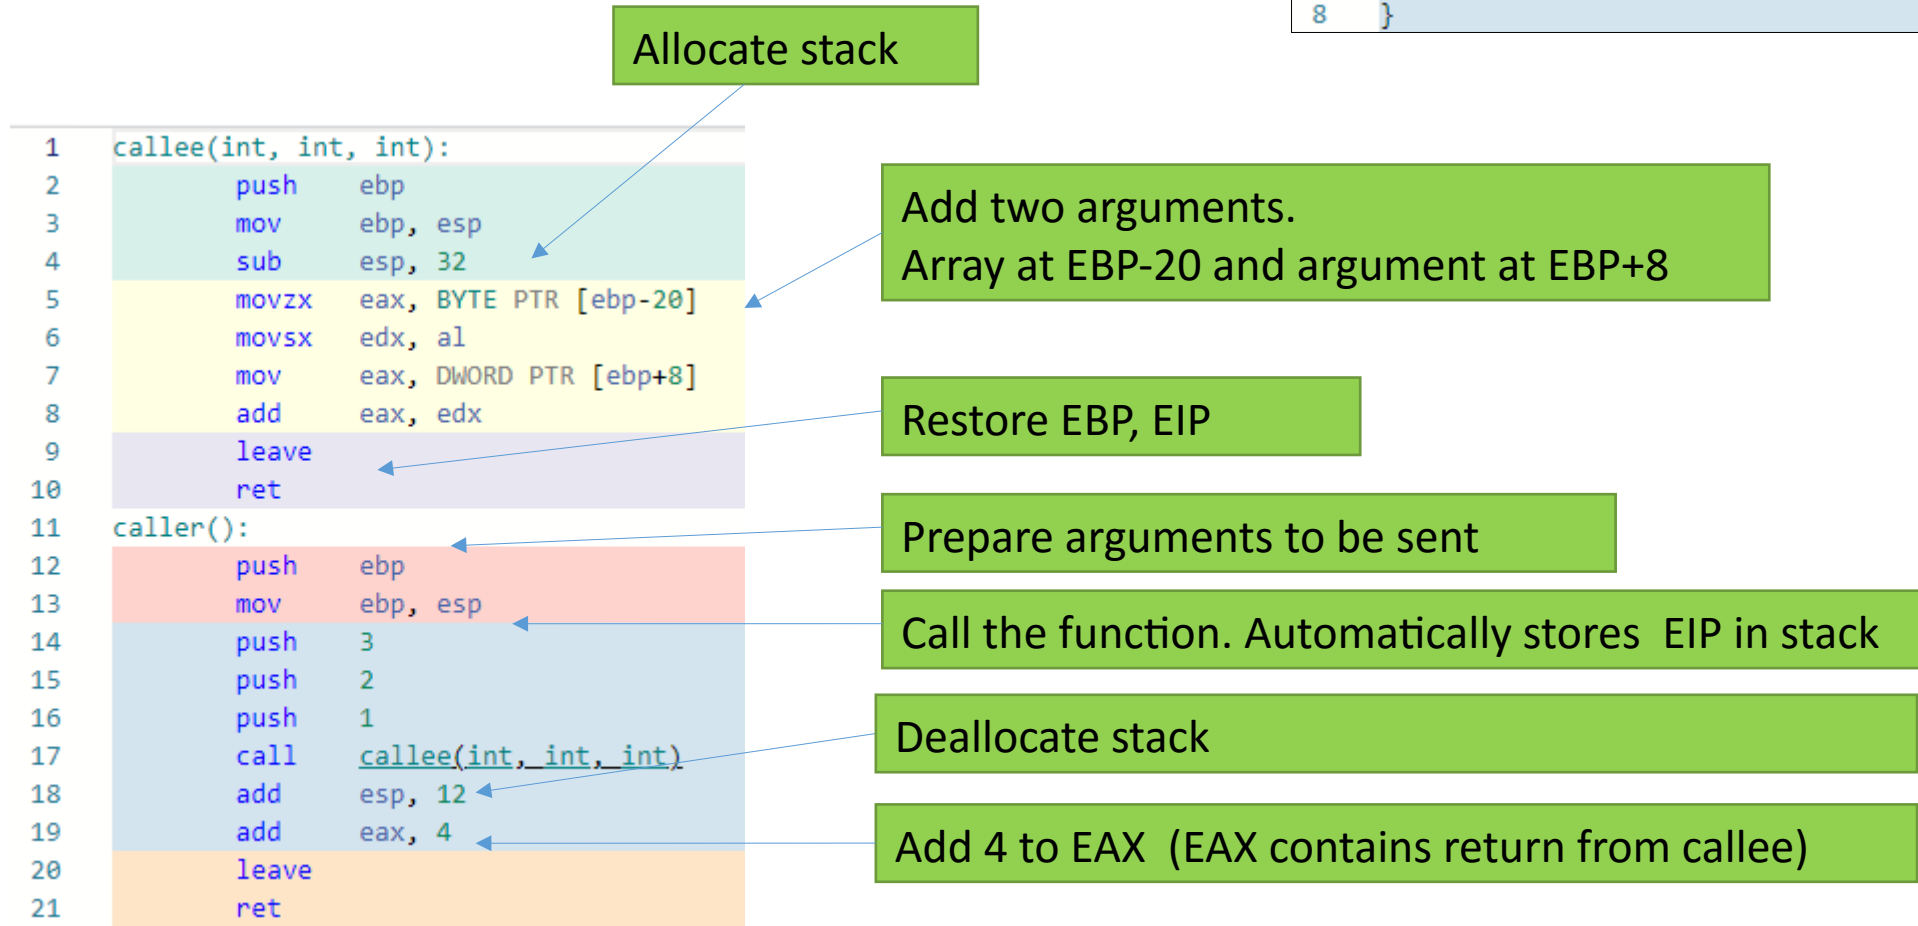 8 }
Allocate stack
1 callee(int, int, int):
2 push ebp
3 mov ebp, esp
4 sub esp, 32
5 movzx eax, BYTE PTR [ebp-20]
6 movsx edx, al
7 mov eax, DWORD PTR [ebp+8]
8 add eax, edx
9 leave
10 ret
11 caller():
12 push ebp
13 mov ebp, esp
14 push 3
15 push 2
16 push 1
17 call callee(int, int, int)
18 add esp, 12
19 add eax, 4
20 leave
21 ret
Add two arguments.
Array at EBP-20 and argument at EBP+8
Restore EBP, EIP
Prepare arguments to be sent
Call the function. Automatically stores EIP in stack
Deallocate stack
Add 4 to EAX (EAX contains return from callee)